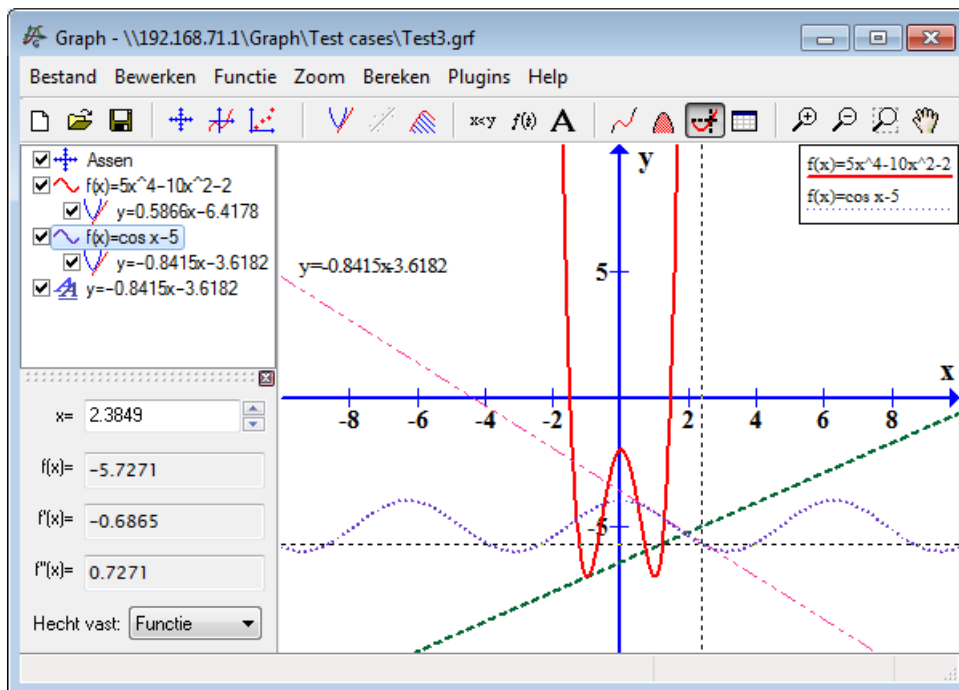 Graph - \\192.168.71.1\Graph\Test cases\Test3.grf
Bestand Bewerken Functie Zoom Bereken Plugins Help
x<y f(t) A
Assen
f(x)=5x^4-10x^2-2
y=0.5866x-6.4178
f(x)=cos x-5
y=-0.8415x-3.6182
y=-0.8415x-3.6182
x= 2.3849
f(x)= -5.7271
f'(x)= -0.6865
f''(x)= 0.7271
Hecht vast: Functie
y
f(x)=5x^4-10x^2-2
f(x)=cos x-5
y=-0.8415x-3.6182
5
x
-8 -6 -4 -2 2 4 6 8
-5